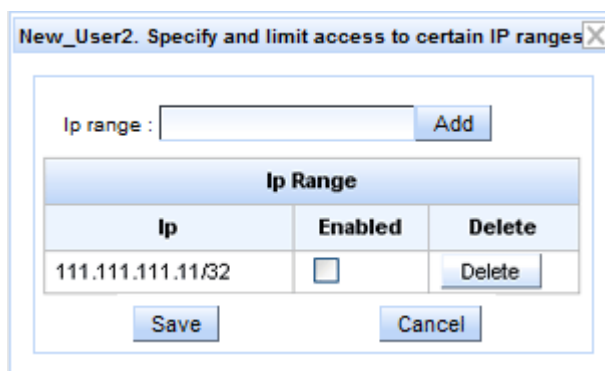 New_User2. Specify and limit access to certain IP ranges
Ip range : Add
Ip Range
Ip Enabled Delete
111.111.111.11/32 Delete
Save Cancel